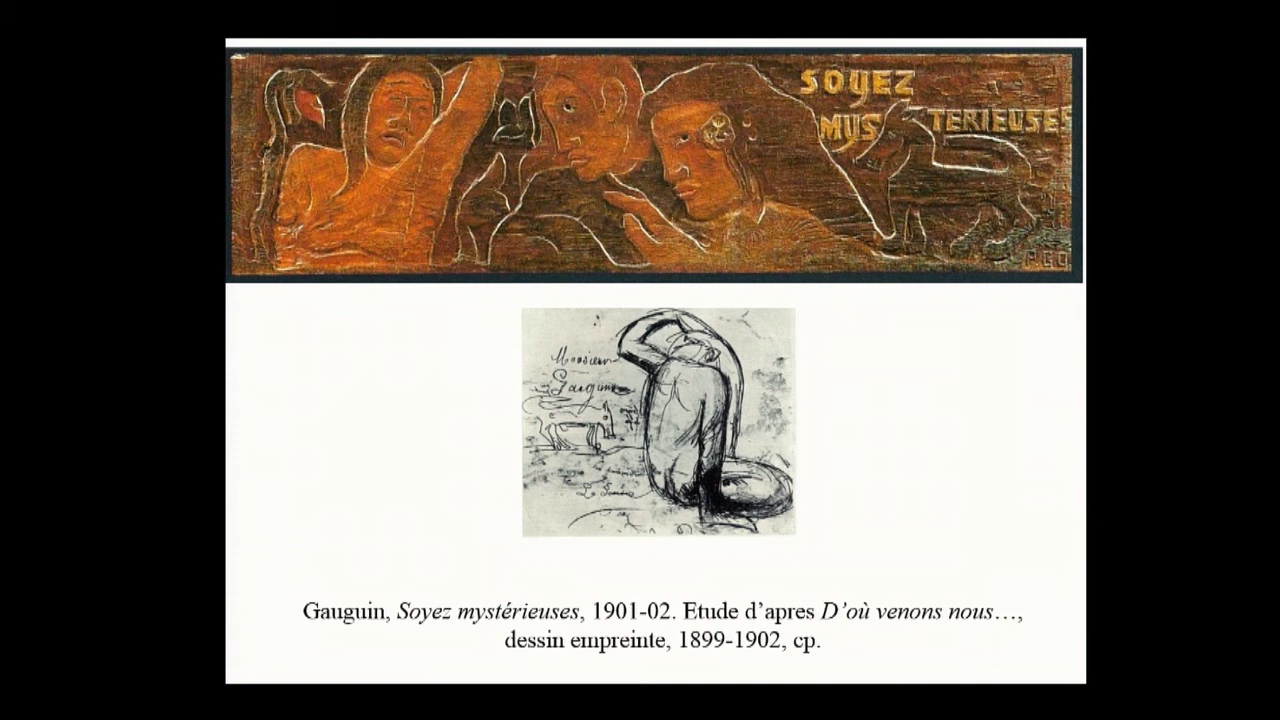 SOYEZ
MYS TERIEUSES
P.GO
Monsieur
Gauguin
Gauguin, Soyez mystérieuses, 1901-02. Etude d’apres D’où venons nous…,
dessin empreinte, 1899-1902, cp.